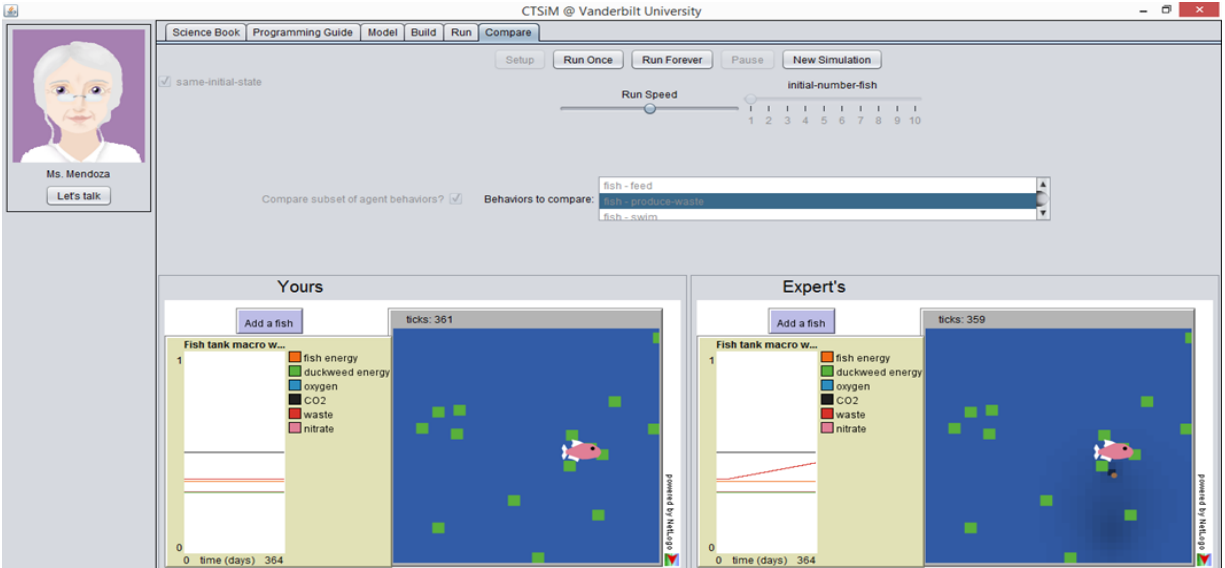 CTSiM @ Vanderbilt University
Science Book Programming Guide Model Build Run Compare
Setup Run Once Run Forever Pause New Simulation
same-initial-state
Run Speed
initial-number-fish
1 2 3 4 5 6 7 8 9 10
Ms. Mendoza
Let's talk
Compare subset of agent behaviors?
Behaviors to compare:
fish - feed
fish - produce-waste
fish - swim
Yours
Add a fish
ticks: 361
Fish tank macro w...
1
fish energy
duckweed energy
oxygen
CO2
waste
nitrate
0
0 time (days) 364
powered by NetLogo
Expert's
Add a fish
ticks: 359
Fish tank macro w...
1
fish energy
duckweed energy
oxygen
CO2
waste
nitrate
0
0 time (days) 364
powered by NetLogo